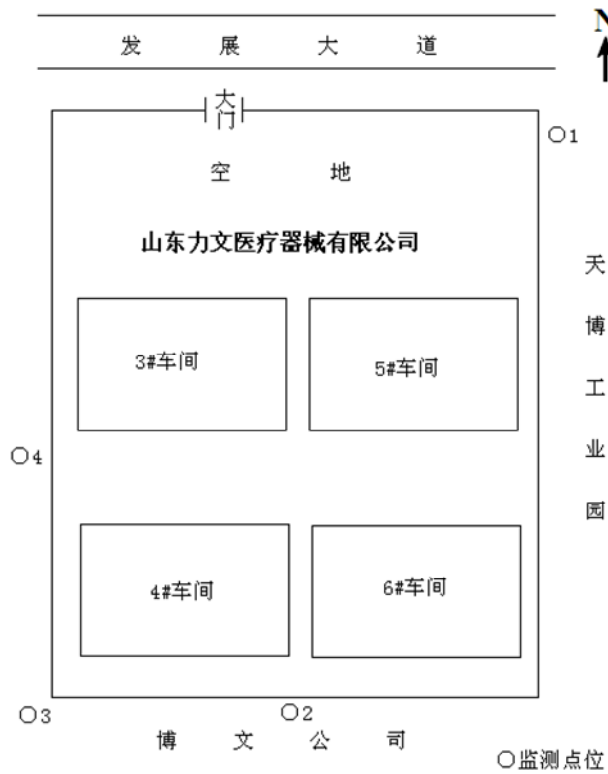 发展大道
N
大门
○1
空地
山东力文医疗器械有限公司
天博工业园
3#车间
5#车间
○4
4#车间
6#车间
○3
○2
博文公司
○监测点位